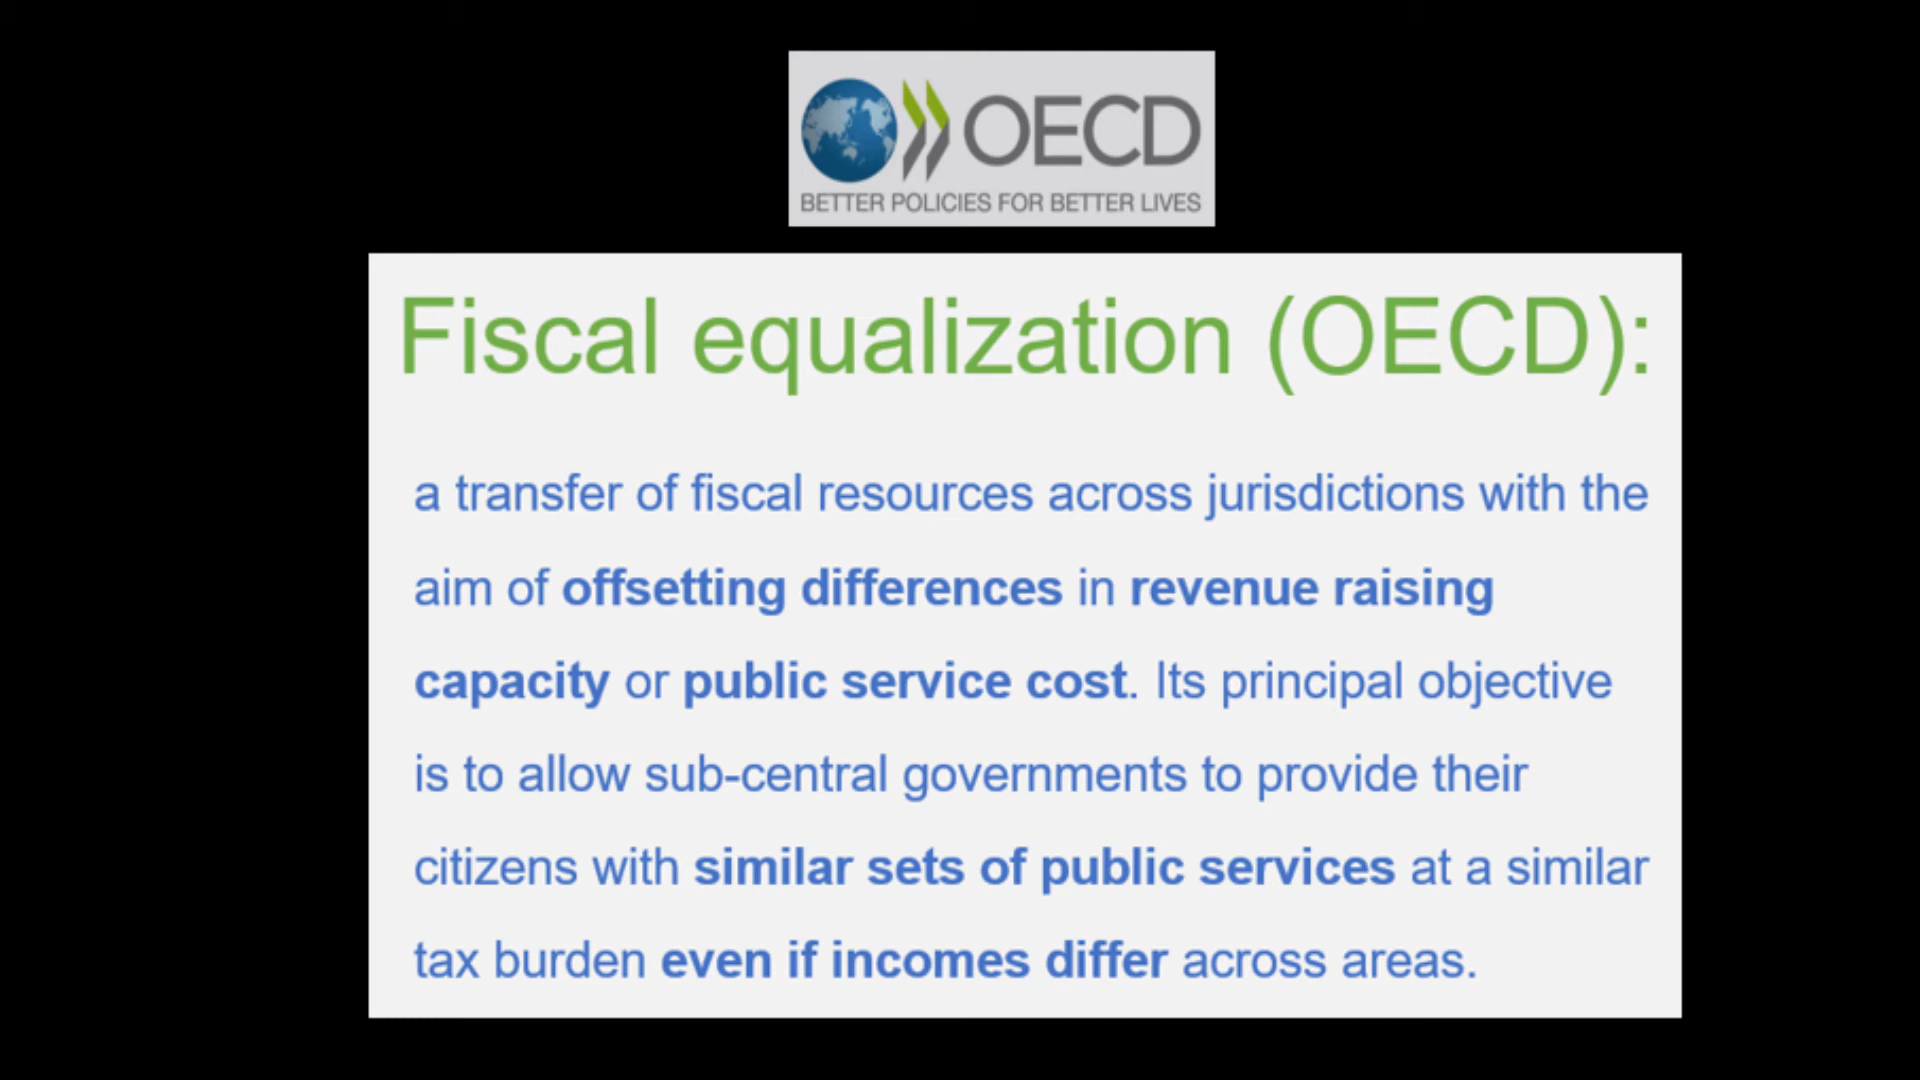 OECD
BETTER POLICIES FOR BETTER LIVES
Fiscal equalization (OECD):
a transfer of fiscal resources across jurisdictions with the
aim of offsetting differences in revenue raising
capacity or public service cost. Its principal objective
is to allow sub-central governments to provide their
citizens with similar sets of public services at a similar
tax burden even if incomes differ across areas.